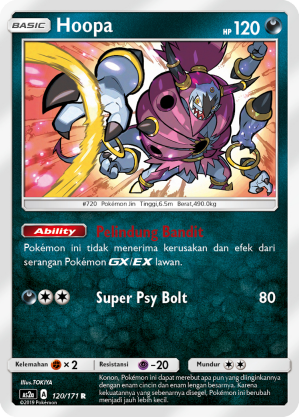 BASIC Hoopa HP 120
#720 Pokémon Jin Tinggi,6.5m Berat,490.0kg
Ability Pelindung Bandit
Pokémon ini tidak menerima kerusakan dan efek dari
serangan Pokémon GX/EX lawan.
Super Psy Bolt 80
Kelemahan ×2 Resistansi -20 Mundur
Illus. TOKIYA
AS2a A 120/171 R
©2019 Pokémon
Konon Pokémon ini dapat merebut apa pun yang diinginkannya
dengan enam cincin dan enam lengan besarnya. Karena
kekuatannya yang sebenarnya disegel, Pokémon ini berubah
menjadi jauh lebih kecil.